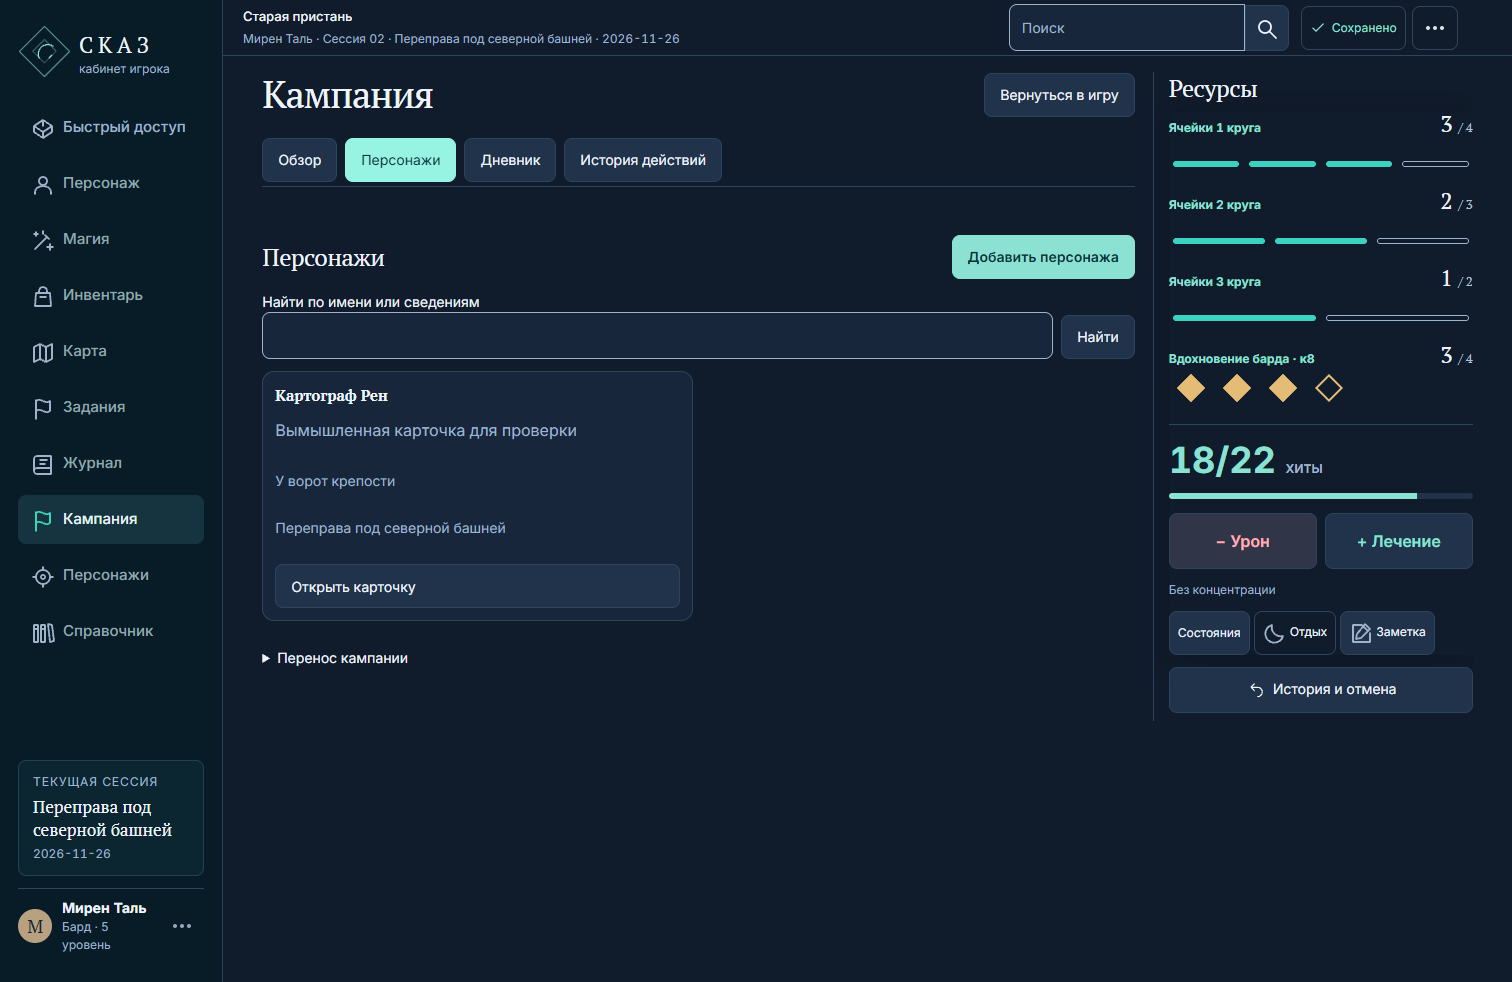 СКАЗ
кабинет игрока
Быстрый доступ
Персонаж
Магия
Инвентарь
Карта
Задания
Журнал
Кампания
Персонажи
Справочник
ТЕКУЩАЯ СЕССИЯ
Переправа под
северной башней
2026-11-26
М
Мирен Таль
Бард · 5
уровень
Старая пристань
Мирен Таль · Сессия 02 · Переправа под северной башней · 2026-11-26
Поиск
Сохранено
Кампания
Вернуться в игру
Обзор
Персонажи
Дневник
История действий
Персонажи
Добавить персонажа
Найти по имени или сведениям
Найти
Картограф Рен
Вымышленная карточка для проверки
У ворот крепости
Переправа под северной башней
Открыть карточку
Перенос кампании
Ресурсы
Ячейки 1 круга 3 / 4
Ячейки 2 круга 2 / 3
Ячейки 3 круга 1 / 2
Вдохновение барда · к8 3 / 4
18/22 хиты
− Урон
+ Лечение
Без концентрации
Состояния
Отдых
Заметка
История и отмена